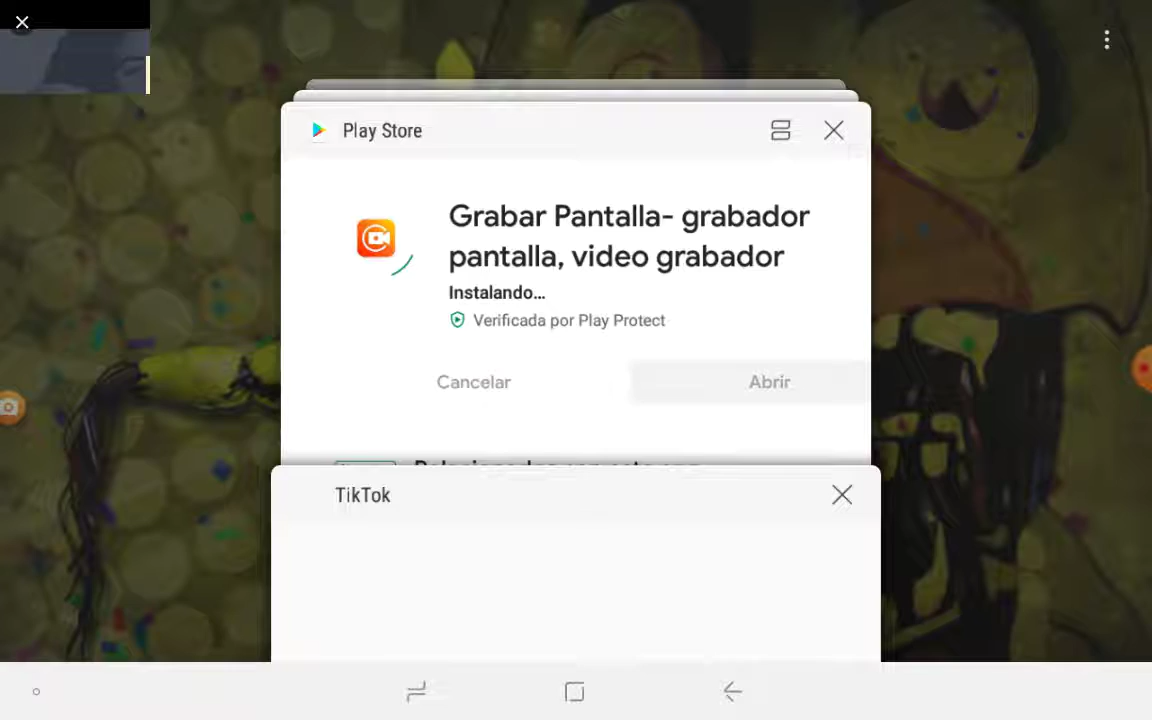 Play Store
Grabar Pantalla- grabador
pantalla, video grabador
Instalando...
Verificada por Play Protect
Cancelar
Abrir
TikTok